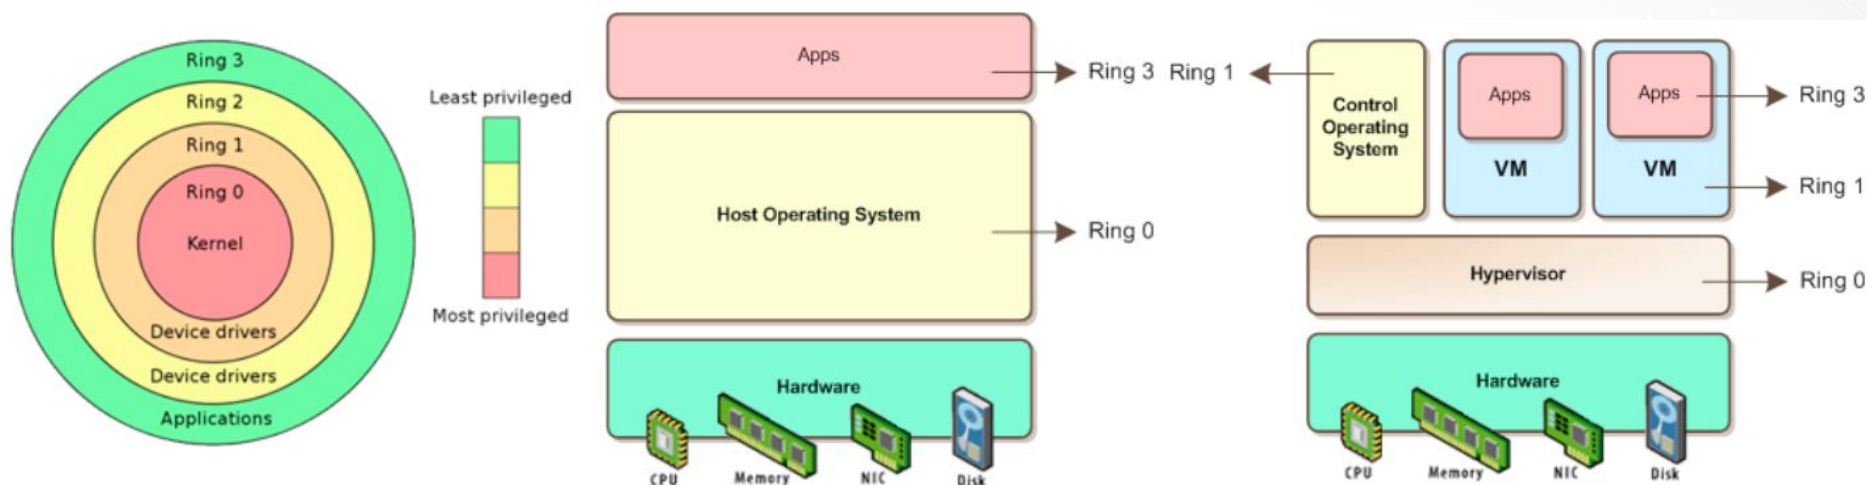 Ring 3
Ring 2
Ring 1
Ring 0
Kernel
Device drivers
Device drivers
Applications
Least privileged
Most privileged
Apps
Ring 3
Host Operating System
Ring 0
Hardware
CPU
Memory
NIC
Disk
Ring 1
Control
Operating
System
Apps
VM
Apps
VM
Ring 3
Ring 1
Hypervisor
Ring 0
Hardware
CPU
Memory
NIC
Disk